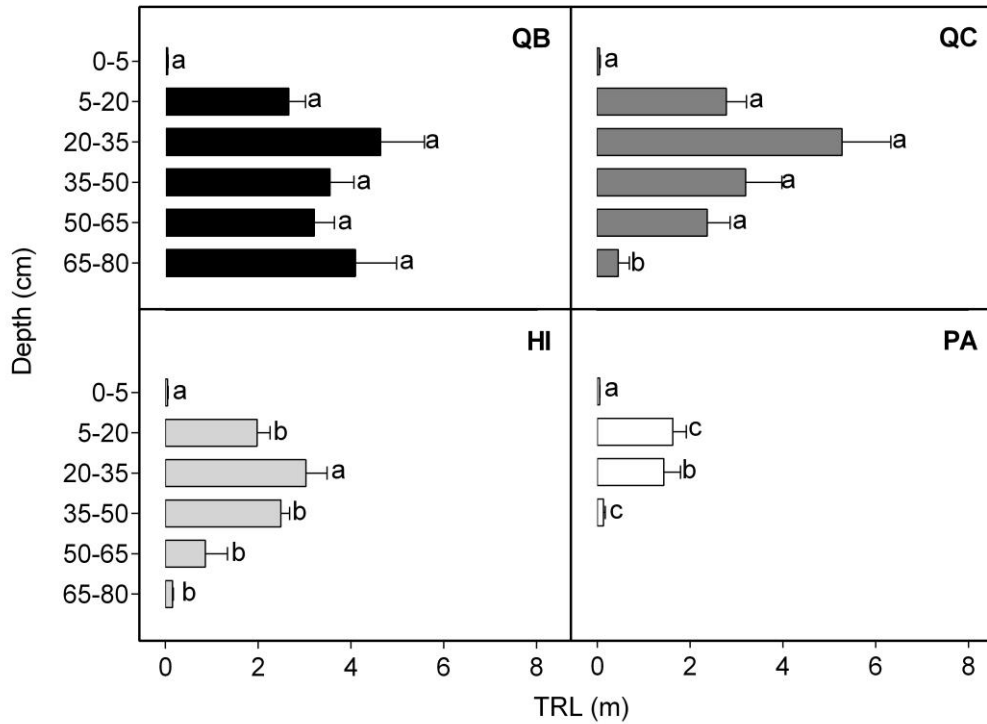 QB
QC
0-5 a a
5-20 a a
20-35 a a
35-50 a a
50-65 a a
65-80 a b
Depth (cm)
HI
PA
0-5 a a
5-20 b c
20-35 a b
35-50 b c
50-65 b
65-80 b
0 2 4 6 8 0 2 4 6 8
TRL (m)